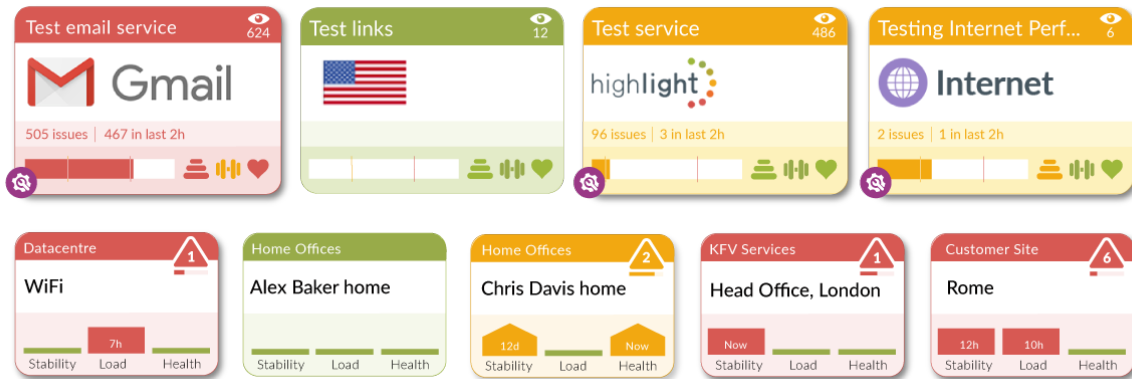 Test email service 624
Gmail
505 issues | 467 in last 2h
Test links 12
Test service 486
highlight
96 issues | 3 in last 2h
Testing Internet Perf... 6
Internet
2 issues | 1 in last 2h
Datacentre 1
WiFi
7h
Stability Load Health
Home Offices
Alex Baker home
Stability Load Health
Home Offices 2
Chris Davis home
12d Now
Stability Load Health
KFV Services 1
Head Office, London
Now
Stability Load Health
Customer Site 6
Rome
12h 10h
Stability Load Health